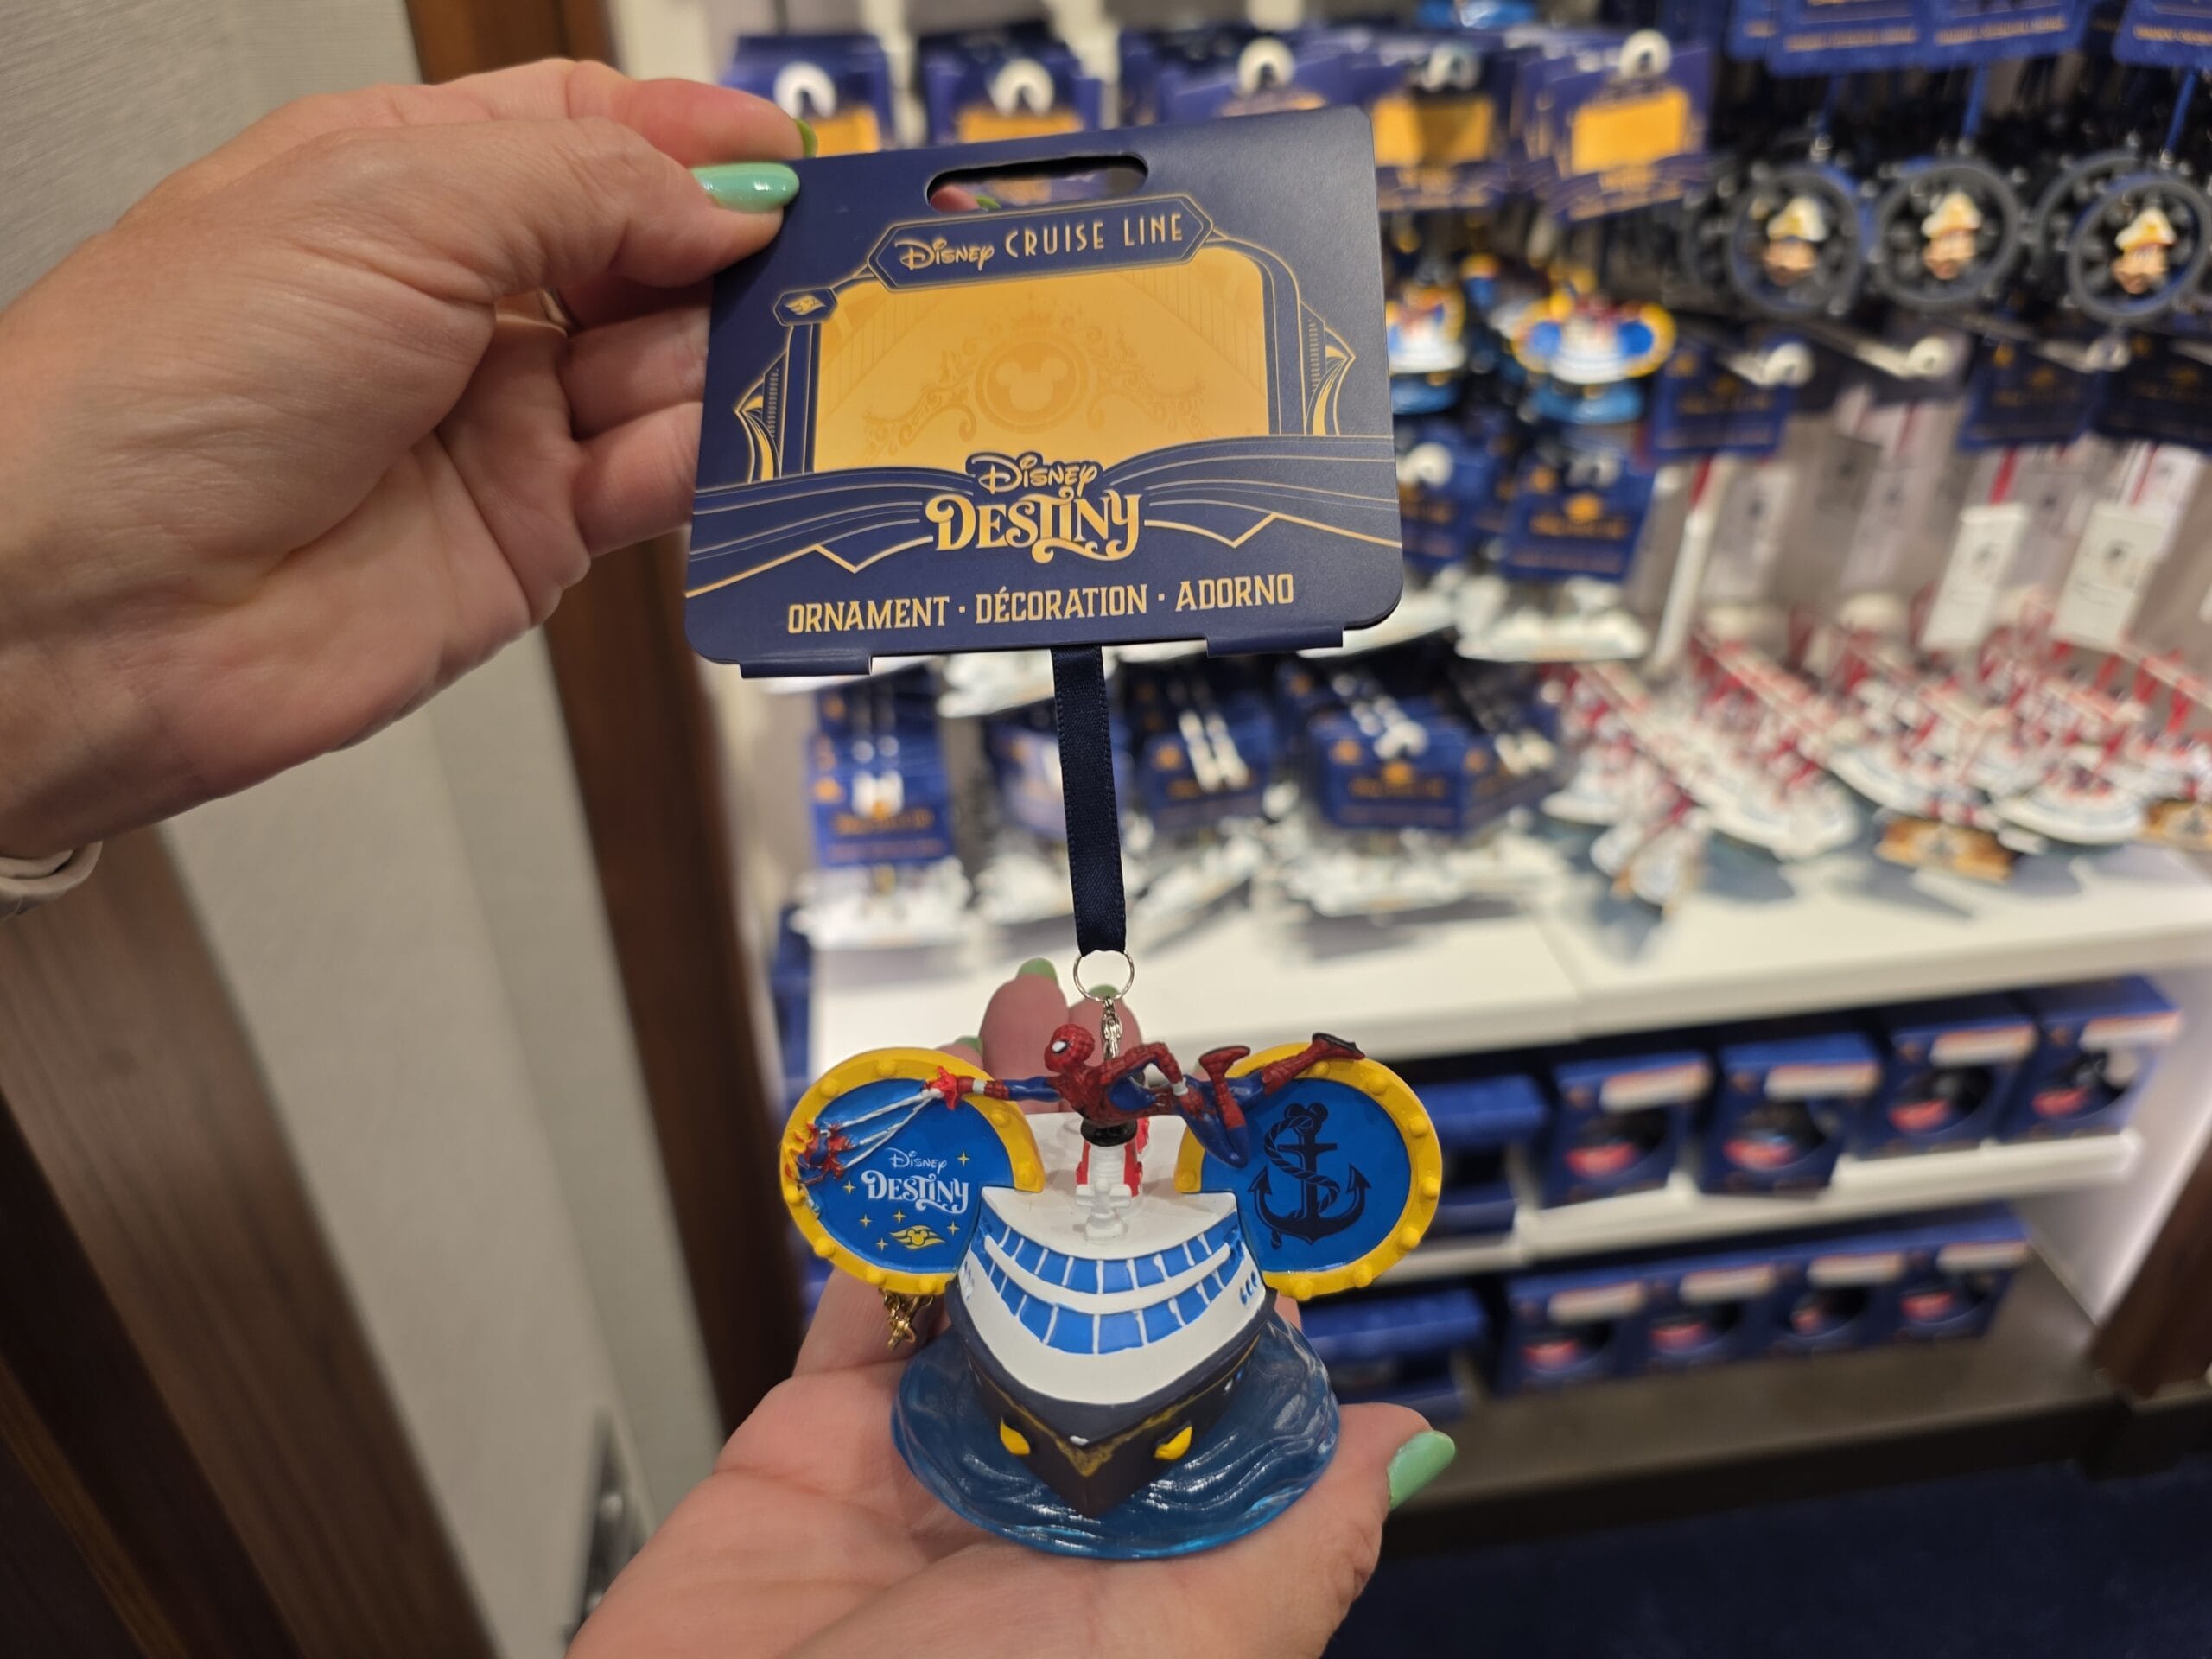 Disney CRUISE LINE
Disney
DESTINY
ORNAMENT · DÉCORATION · ADORNO
Disney
DESTINY